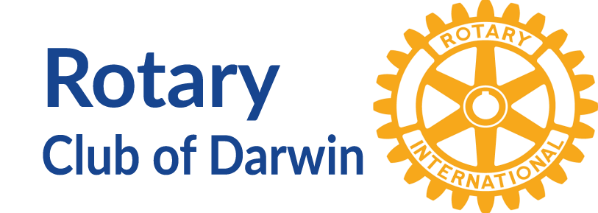 Rotary
Club of Darwin
ROTARY
INTERNATIONAL